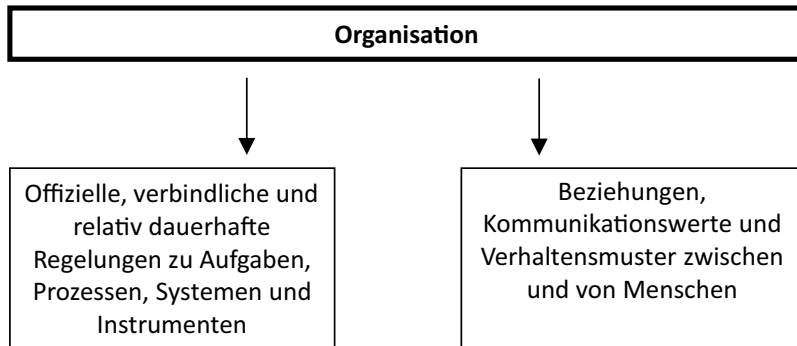 Organisation
Offizielle, verbindliche und
relativ dauerhafte
Regelungen zu Aufgaben,
Prozessen, Systemen und
Instrumenten
Beziehungen,
Kommunikationswerte und
Verhaltensmuster zwischen
und von Menschen